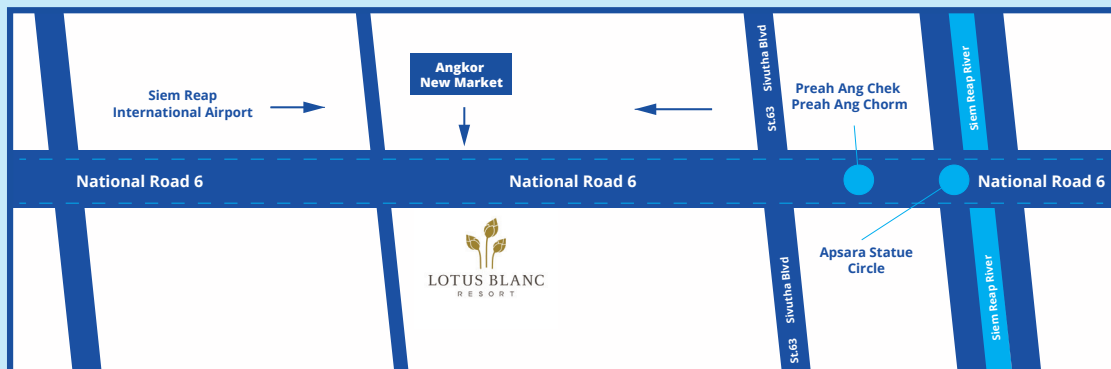 Angkor
New Market
Siem Reap
International Airport
St.63 Sivutha Blvd
Preah Ang Chek
Preah Ang Chorm
Siem Reap River
National Road 6
National Road 6
National Road 6
LOTUS BLANC
RESORT
St.63 Sivutha Blvd
Apsara Statue
Circle
Siem Reap River